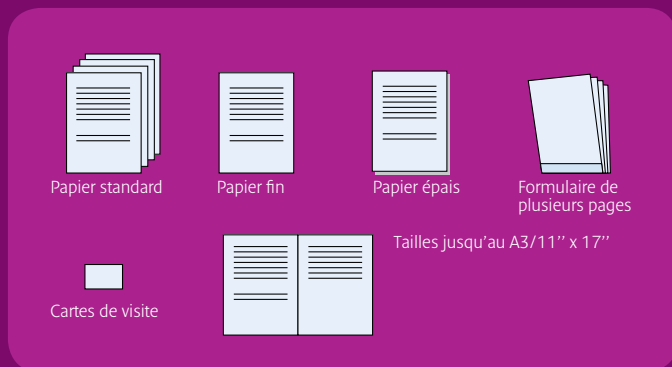 Papier standard
Papier fin
Papier épais
Formulaire de
plusieurs pages
Tailles jusqu'au A3/11'' x 17''
Cartes de visite